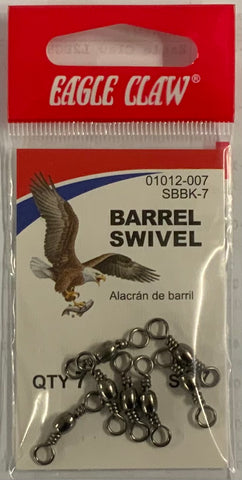 EAGLE CLAW®
01012-007
SBBK-7
BARREL
SWIVEL
Alacrán de barril
QTY 7